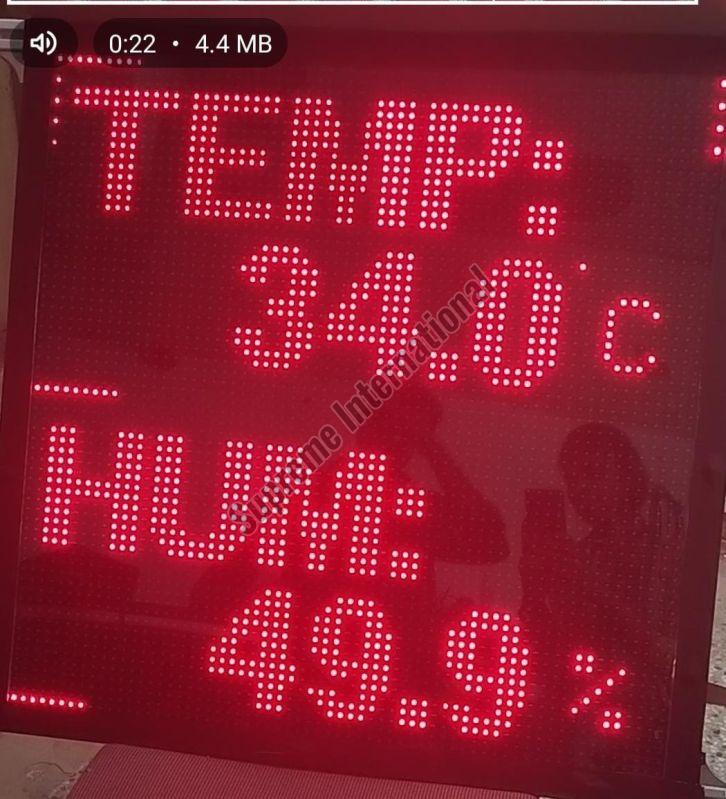 0:22 • 4.4 MB
TEMP:
34.0°C
HUM:
49.9%
Supreme International